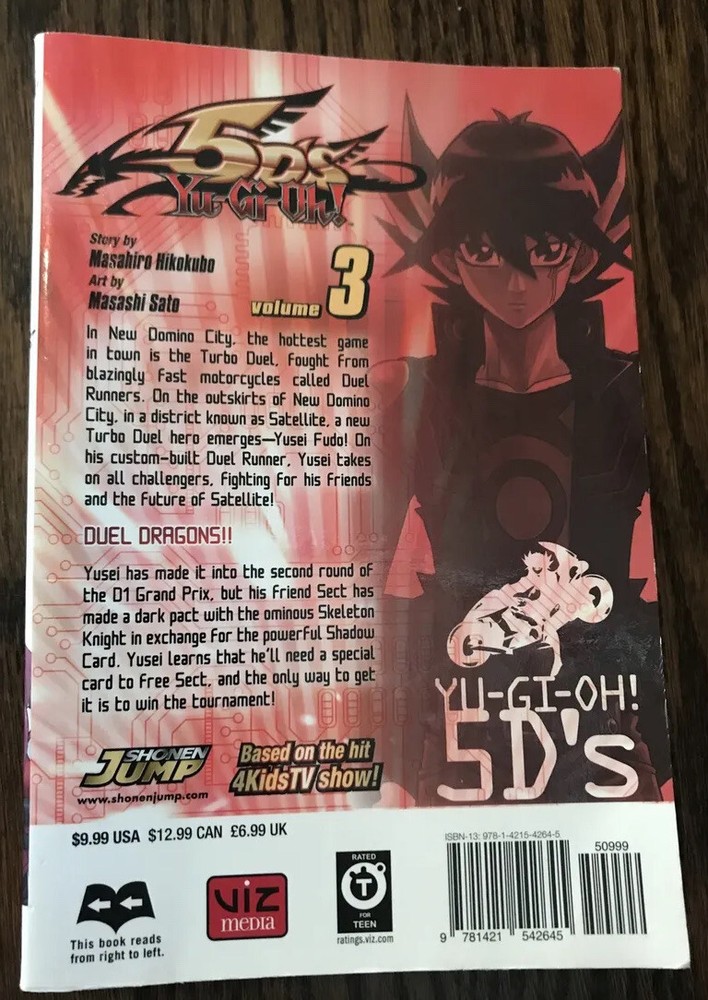 5D's
Yu-Gi-Oh!
Story by
Masahiro Hikokubo
Art by
Masashi Sato
volume 3
In New Domino City, the hottest game
in town is the Turbo Duel, fought from
blazingly fast motorcycles called Duel
Runners. On the outskirts of New Domino
City, in a district known as Satellite, a new
Turbo Duel hero emerges—Yusei Fudo! On
his custom-built Duel Runner, Yusei takes
on all challengers, fighting for his friends
and the future of Satellite!
DUEL DRAGONS!!
Yusei has made it into the second round of
the D1 Grand Prix, but his friend Sect has
made a dark pact with the ominous Skeleton
Knight in exchange for the powerful Shadow
Card. Yusei learns that he'll need a special
card to free Sect, and the only way to get
it is to win the tournament!
YU-GI-OH!
5D's
SHONEN
JUMP
www.shonenjump.com
Based on the hit
4KidsTV show!
$9.99 USA $12.99 CAN £6.99 UK
This book reads
from right to left.
VIZ
media
RATED
T
FOR
TEEN
ratings.viz.com
ISBN-13: 978-1-4215-4264-5
50999
9 781421 542645